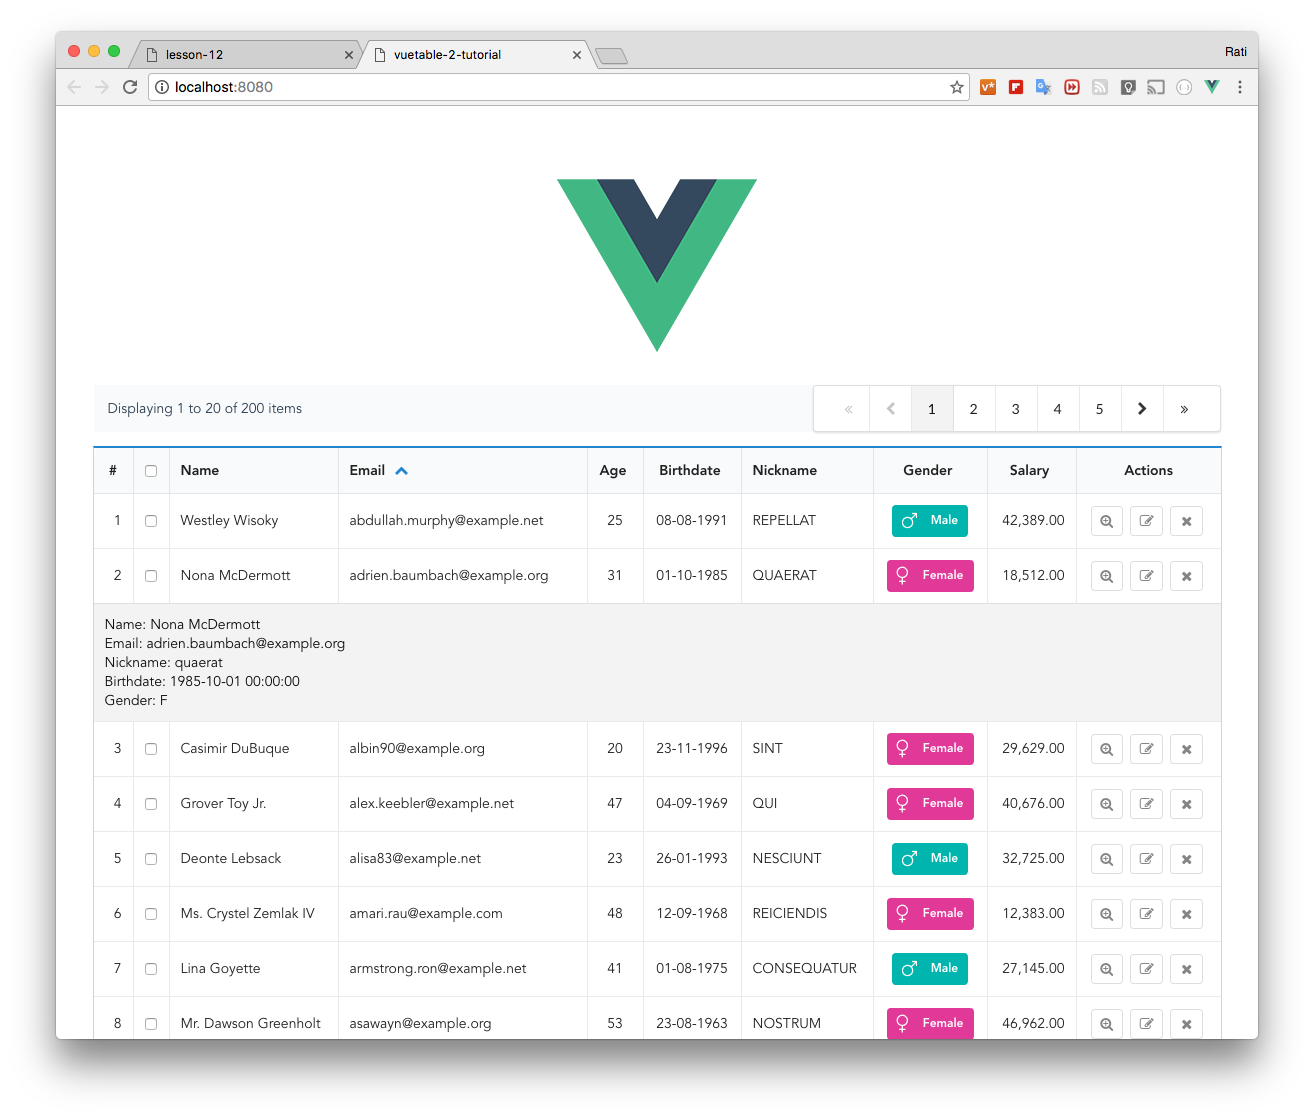 lesson-12
vuetable-2-tutorial
Rati
localhost:8080
Displaying 1 to 20 of 200 items
« 1 2 3 4 5 »
# Name Email Age Birthdate Nickname Gender Salary Actions
1 Westley Wisoky abdullah.murphy@example.net 25 08-08-1991 REPELLAT Male 42,389.00
2 Nona McDermott adrien.baumbach@example.org 31 01-10-1985 QUAERAT Female 18,512.00
Name: Nona McDermott
Email: adrien.baumbach@example.org
Nickname: quaerat
Birthdate: 1985-10-01 00:00:00
Gender: F
3 Casimir DuBuque albin90@example.org 20 23-11-1996 SINT Female 29,629.00
4 Grover Toy Jr. alex.keebler@example.net 47 04-09-1969 QUI Female 40,676.00
5 Deonte Lebsack alisa83@example.net 23 26-01-1993 NESCIUNT Male 32,725.00
6 Ms. Crystel Zemlak IV amari.rau@example.com 48 12-09-1968 REICIENDIS Female 12,383.00
7 Lina Goyette armstrong.ron@example.net 41 01-08-1975 CONSEQUATUR Male 27,145.00
8 Mr. Dawson Greenholt asawayn@example.org 53 23-08-1963 NOSTRUM Female 46,962.00